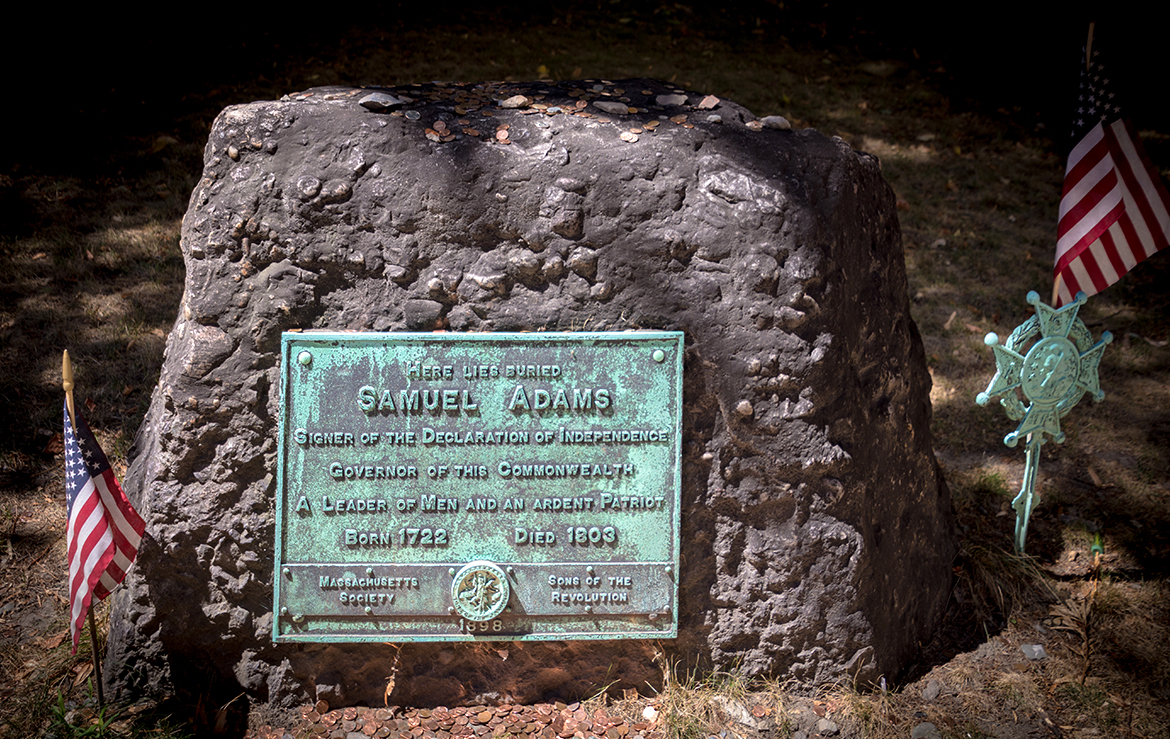 Here lies buried
Samuel Adams
Signer of the Declaration of Independence
Governor of this Commonwealth
A Leader of Men and an ardent Patriot
Born 1722 Died 1803
Massachusetts Society
Sons of the Revolution
1898